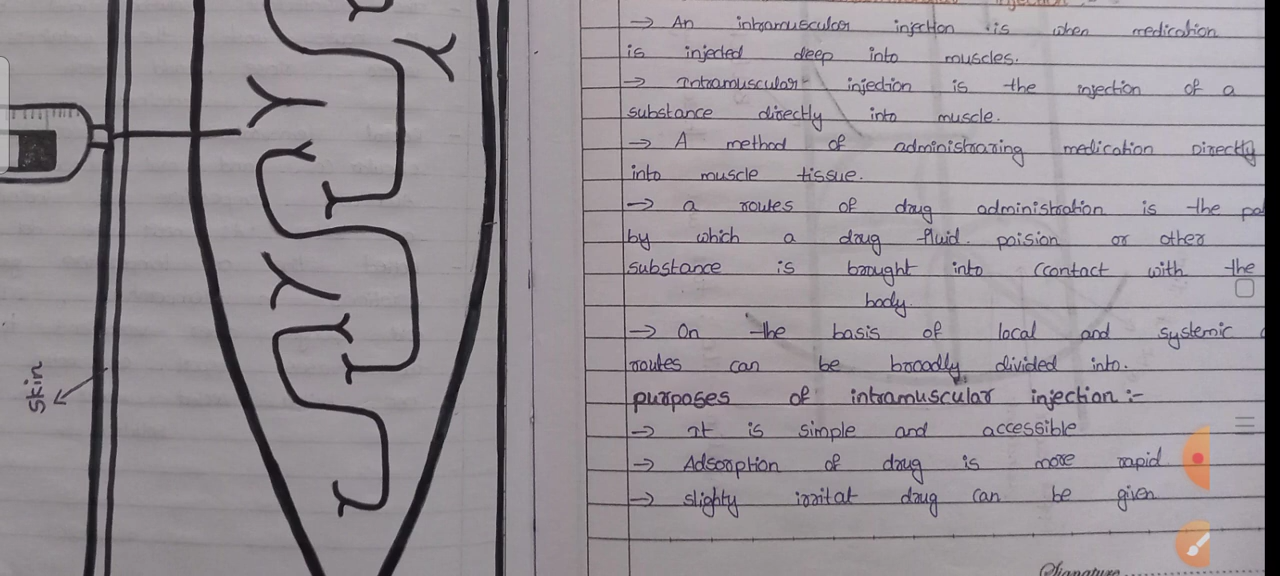 skin
injection :-
→ An intramuscular injection is when medication
is injected deep into muscles.
→ Intramuscular injection is the injection of a
substance directly into muscle.
→ A method of administraring medication Directly
into muscle tissue.
→ a routes of drug administration is the
by which a drug fluid. poision or other
substance is brought into (contact with the
body.
→ On the basis of local and systemic
routes can be broadly divided into.
purposes of intramuscular injection :-
→ It is simple and accessible
→ Adsorption of drug is more rapid
→ slighty irritat drug can be given
Signature